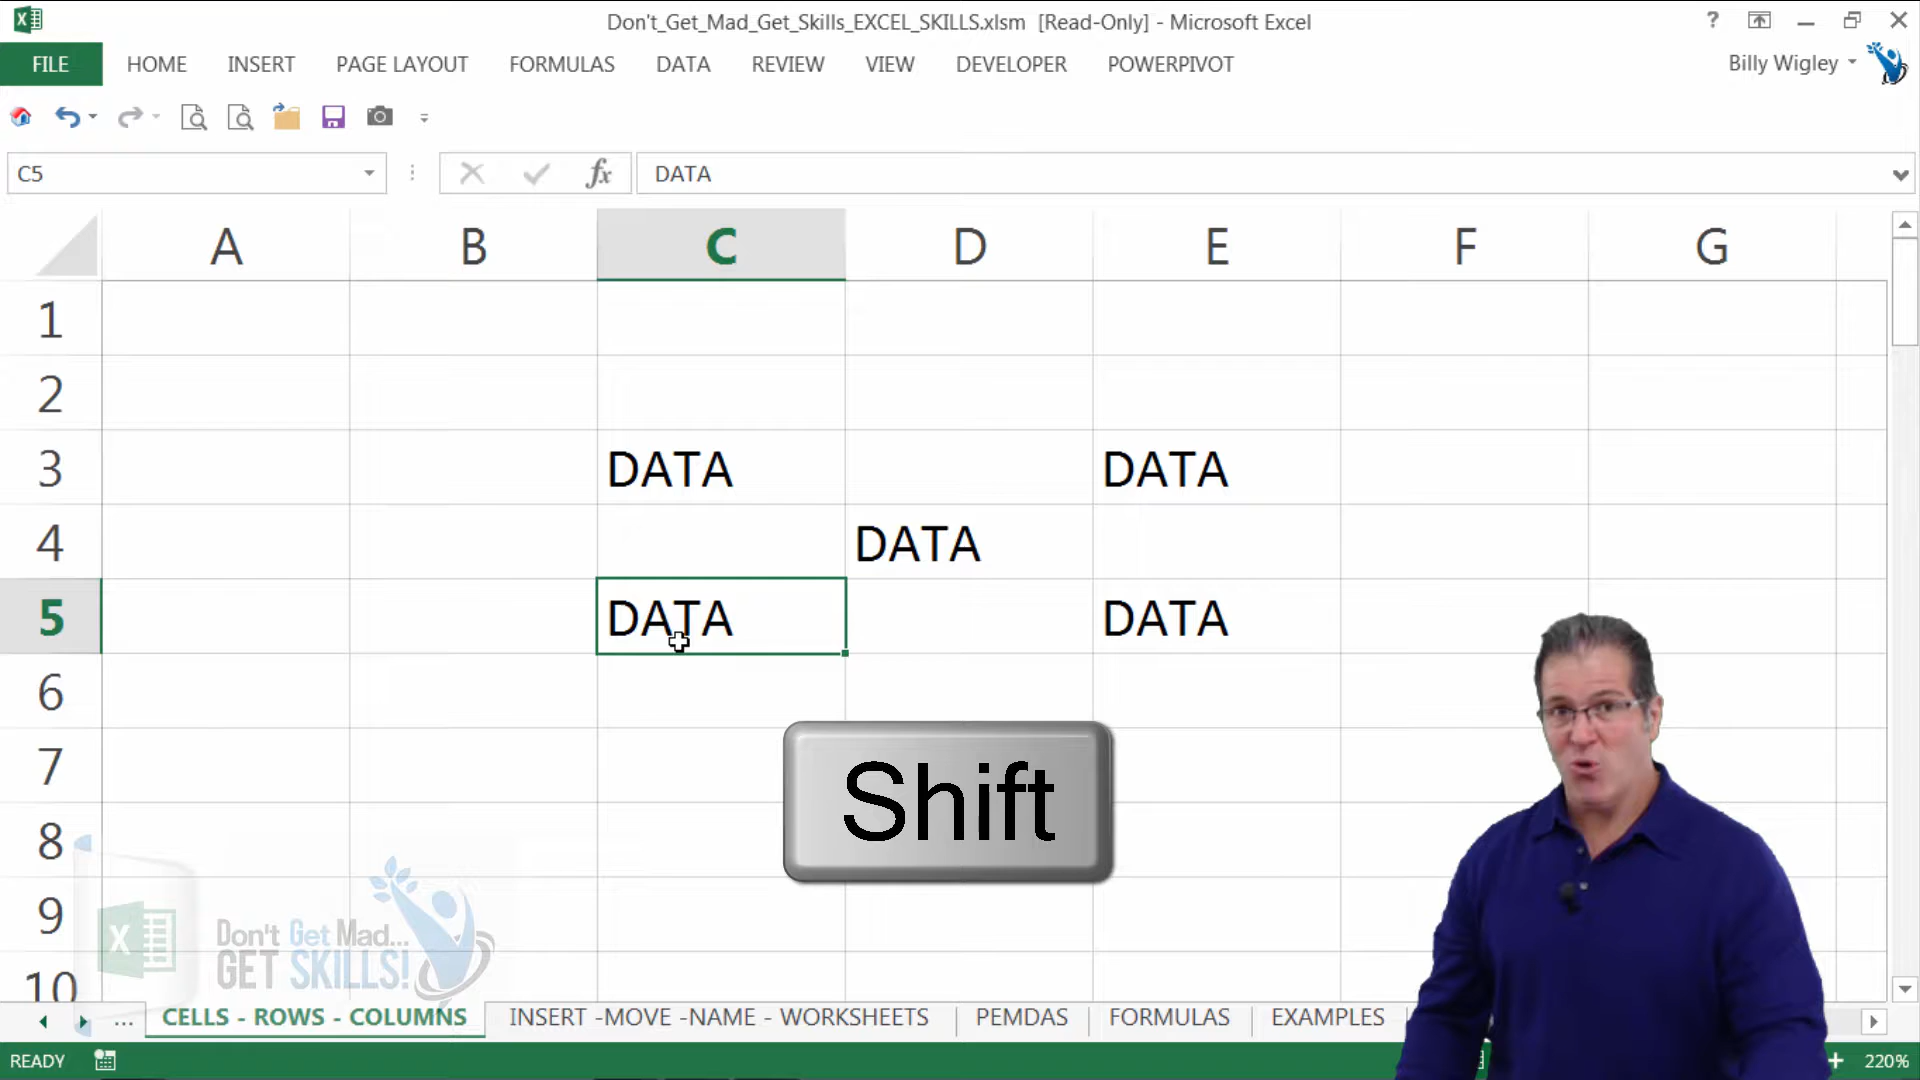 Don't_Get_Mad_Get_Skills_EXCEL_SKILLS.xlsm [Read-Only] - Microsoft Excel
?
FILE HOME INSERT PAGE LAYOUT FORMULAS DATA REVIEW VIEW DEVELOPER POWERPIVOT Billy Wigley
C5 fx DATA
A B C D E F G
1
2
3 DATA DATA
4 DATA
5 DATA DATA
6
7
Shift
8
9
Don't Get Mad...
GET SKILLS!
10
... CELLS - ROWS - COLUMNS INSERT -MOVE -NAME - WORKSHEETS PEMDAS FORMULAS EXAMPLES
READY + 220%